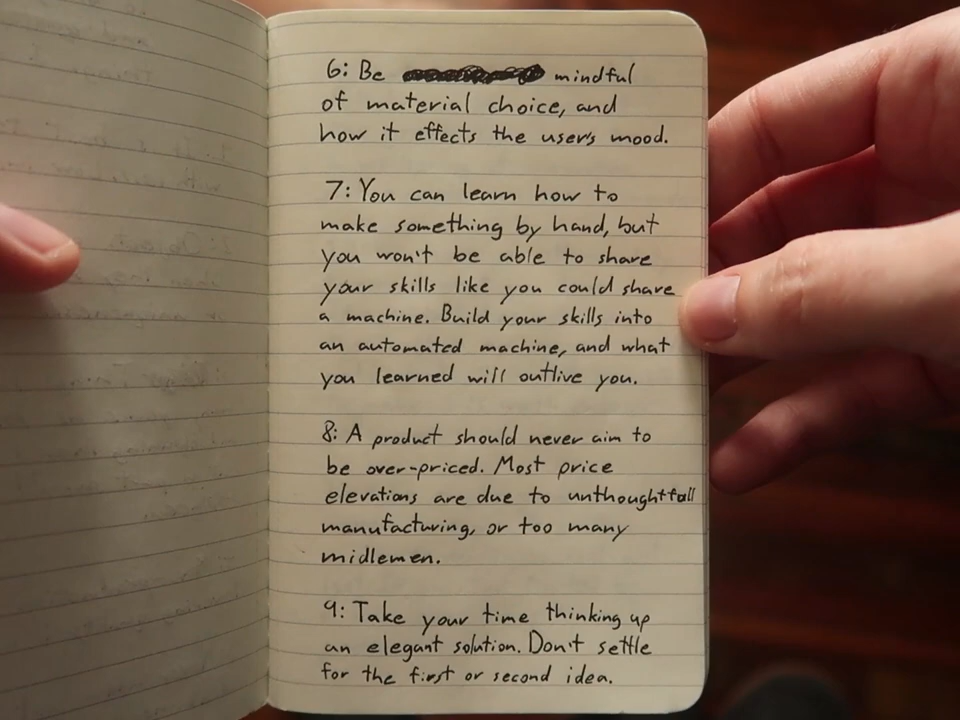 6: Be mindful
of material choice, and
how it effects the user's mood.
7: You can learn how to
make something by hand, but
you won't be able to share
your skills like you could share
a machine. Build your skills into
an automated machine, and what
you learned will outlive you.
8: A product should never aim to
be over-priced. Most price
elevations are due to unthoughtfull
manufacturing, or too many
midlemen.
9: Take your time thinking up
an elegant solution. Don't settle
for the first or second idea.